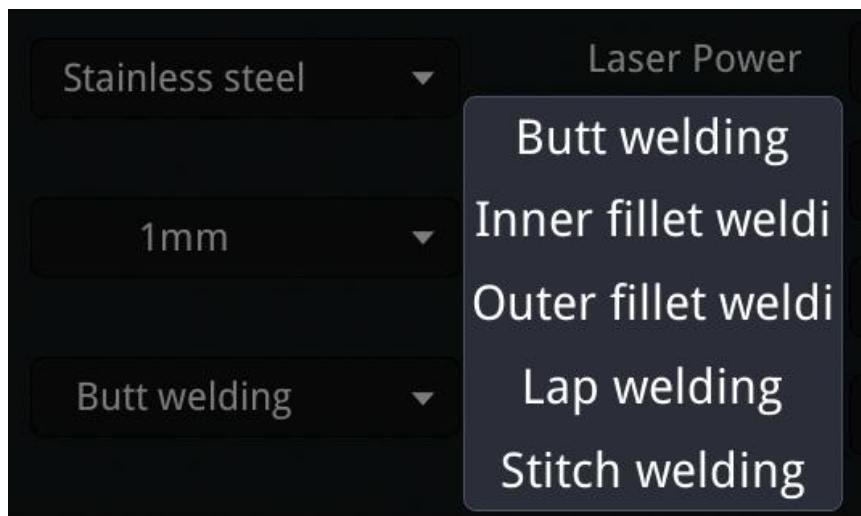 Stainless steel
Laser Power
1mm
Butt welding
Butt welding
Inner fillet weldi
Outer fillet weldi
Lap welding
Stitch welding